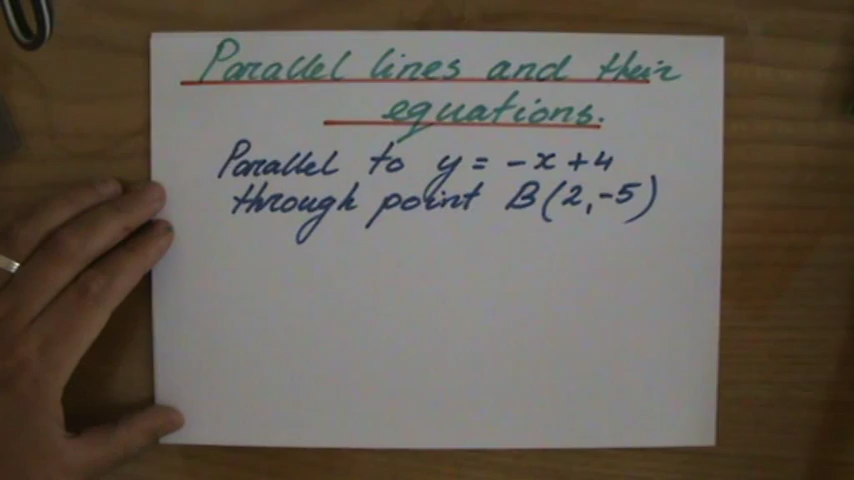 Parallel lines and their
equations.
Parallel to y = -x + 4
through point B(2,-5)